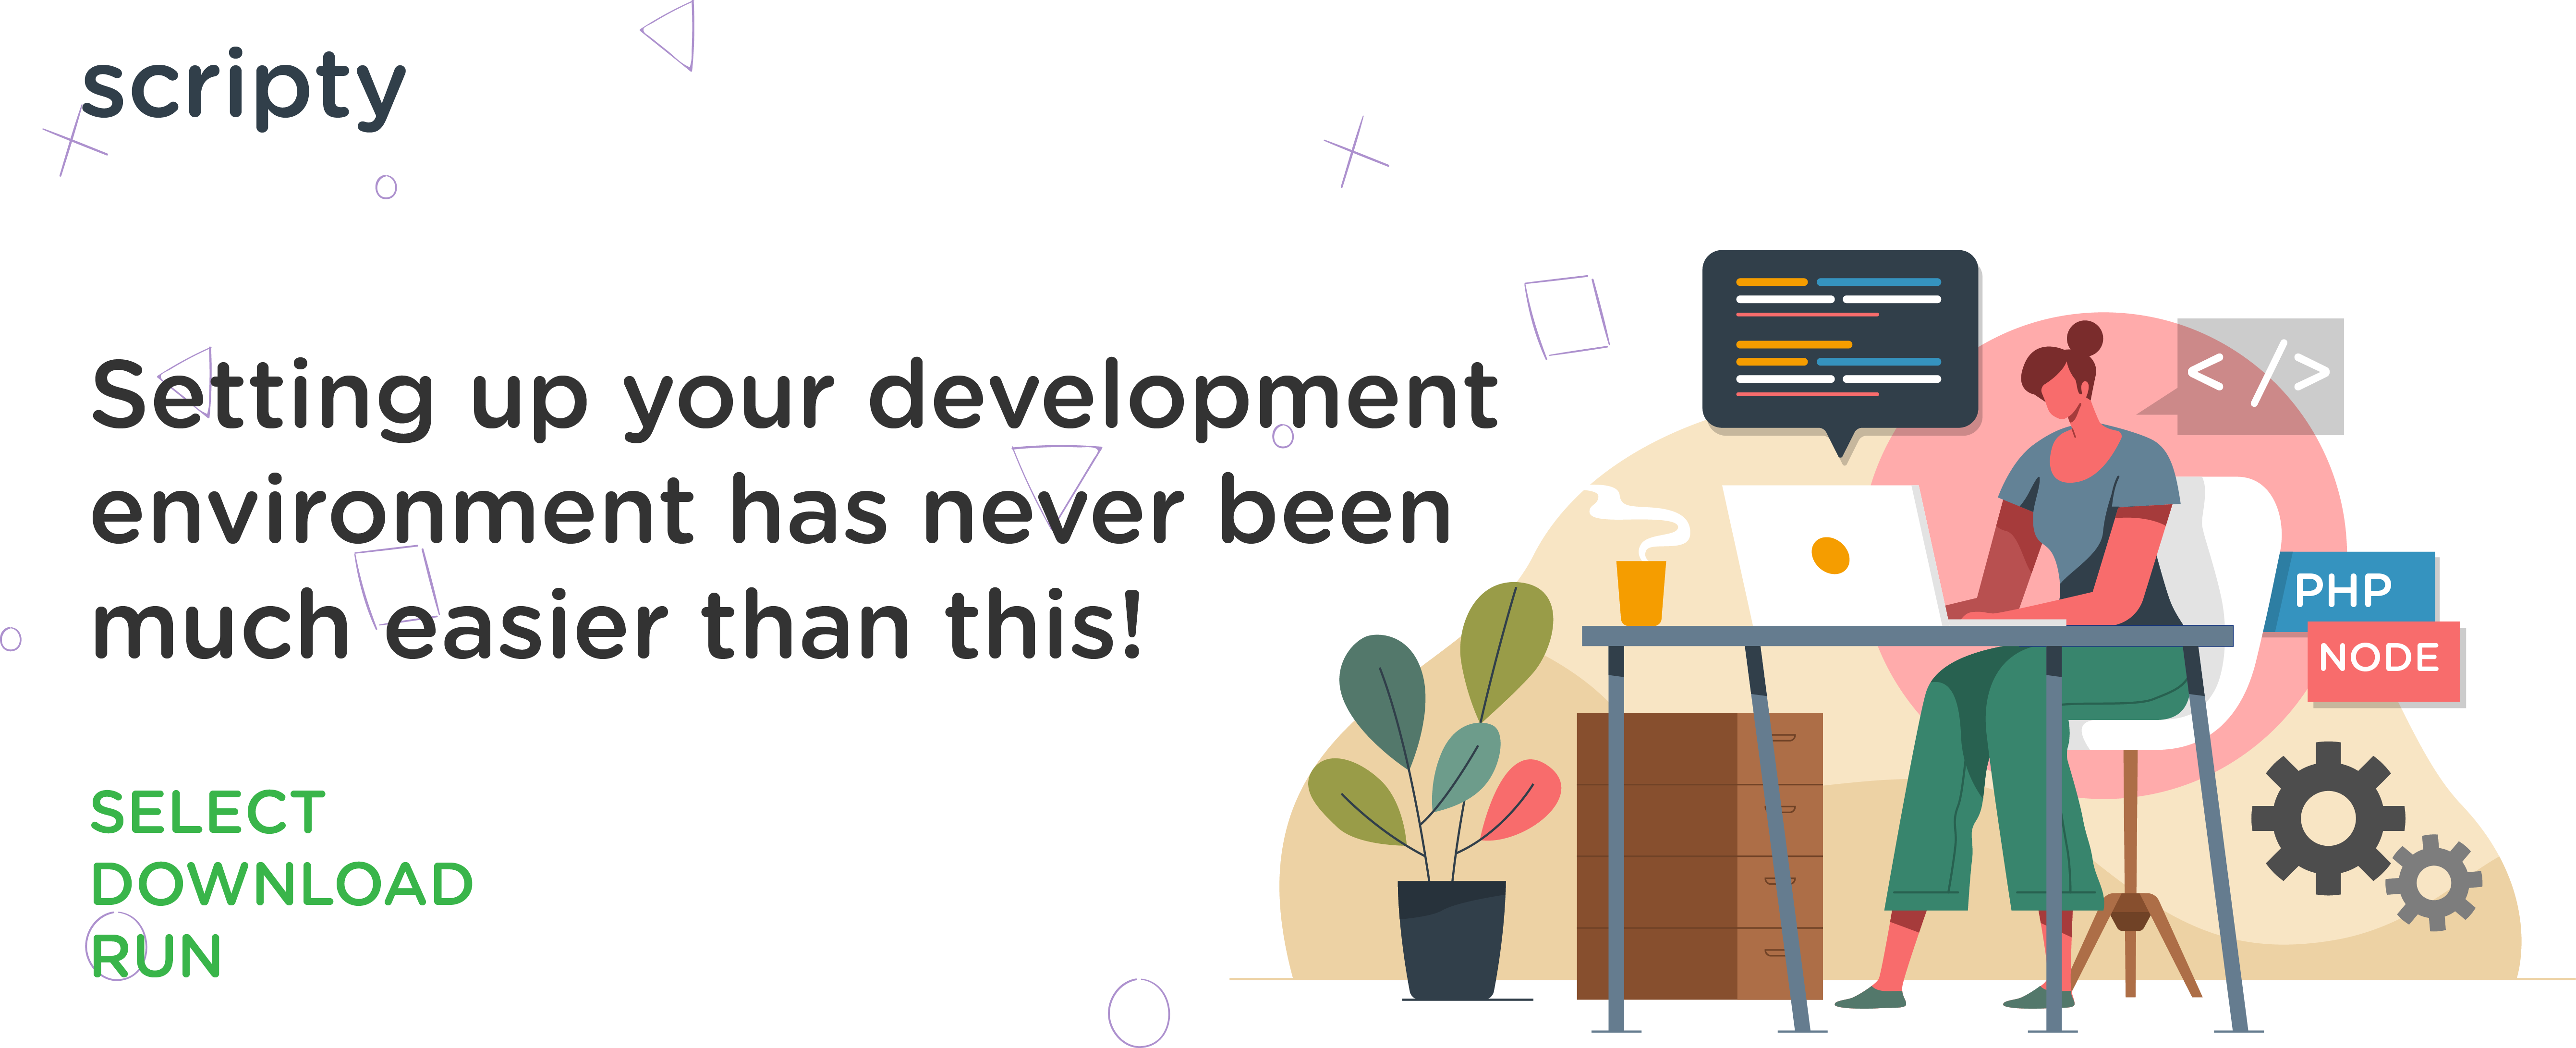 scripty
Setting up your development
environment has never been
much easier than this!
SELECT
DOWNLOAD
RUN
</>
PHP
NODE